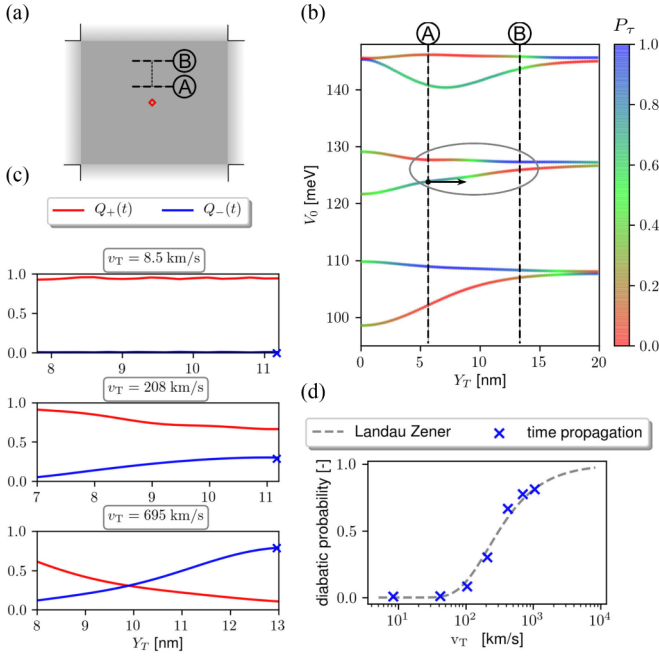 (a)
B
A
(b)
A
B
P_τ
140
130
120
110
100
V_0 [meV]
0
5
10
15
20
Y_T [nm]
1.0
0.8
0.6
0.4
0.2
0.0
(c)
Q_+(t)
Q_-(t)
v_T = 8.5 km/s
1.0
0.5
0.0
8
9
10
11
v_T = 208 km/s
1.0
0.5
0.0
7
8
9
10
11
v_T = 695 km/s
1.0
0.5
0.0
8
9
10
11
12
13
Y_T [nm]
(d)
Landau Zener
time propagation
diabatic probability [-]
1.0
0.5
0.0
10^1
10^2
10^3
10^4
v_T [km/s]